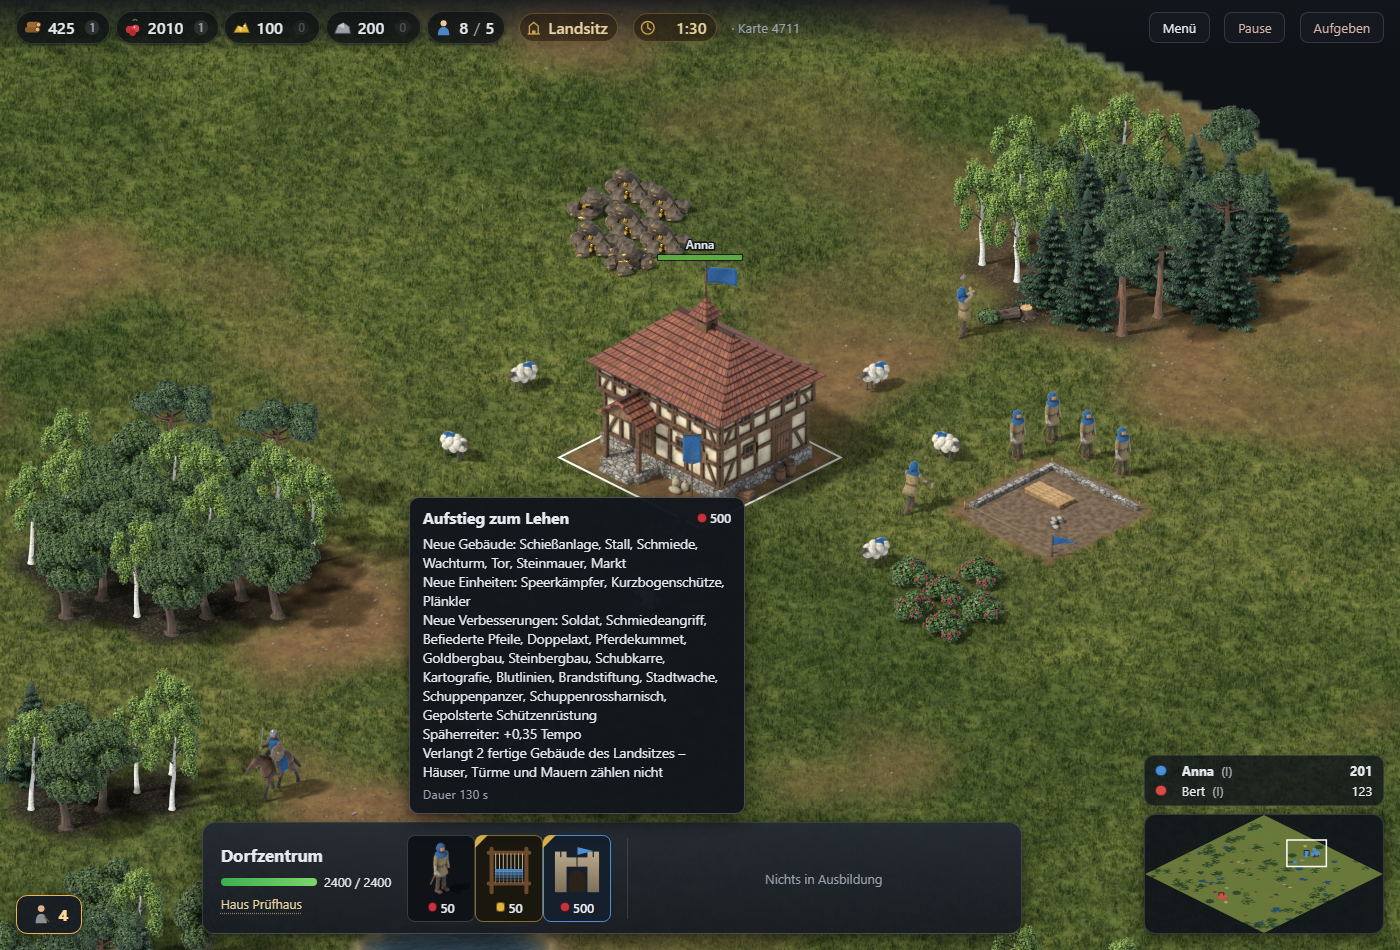 425 1
2010 1
100 0
200 0
8 / 5
Landsitz
1:30
· Karte 4711
Menü
Pause
Aufgeben
Anna
Aufstieg zum Lehen
500
Neue Gebäude: Schießanlage, Stall, Schmiede,
Wachturm, Tor, Steinmauer, Markt
Neue Einheiten: Speerkämpfer, Kurzbogenschütze,
Plänkler
Neue Verbesserungen: Soldat, Schmiedeangriff,
Befiederte Pfeile, Doppelaxt, Pferdekummet,
Goldbergbau, Steinbergbau, Schubkarre,
Kartografie, Blutlinien, Brandstiftung, Stadtwache,
Schuppenpanzer, Schuppenrossharnisch,
Gepolsterte Schützenrüstung
Späherreiter: +0,35 Tempo
Verlangt 2 fertige Gebäude des Landsitzes –
Häuser, Türme und Mauern zählen nicht
Dauer 130 s
Anna (I) 201
Bert (I) 123
Dorfzentrum
2400 / 2400
Haus Prüfhaus
50
50
500
Nichts in Ausbildung
4